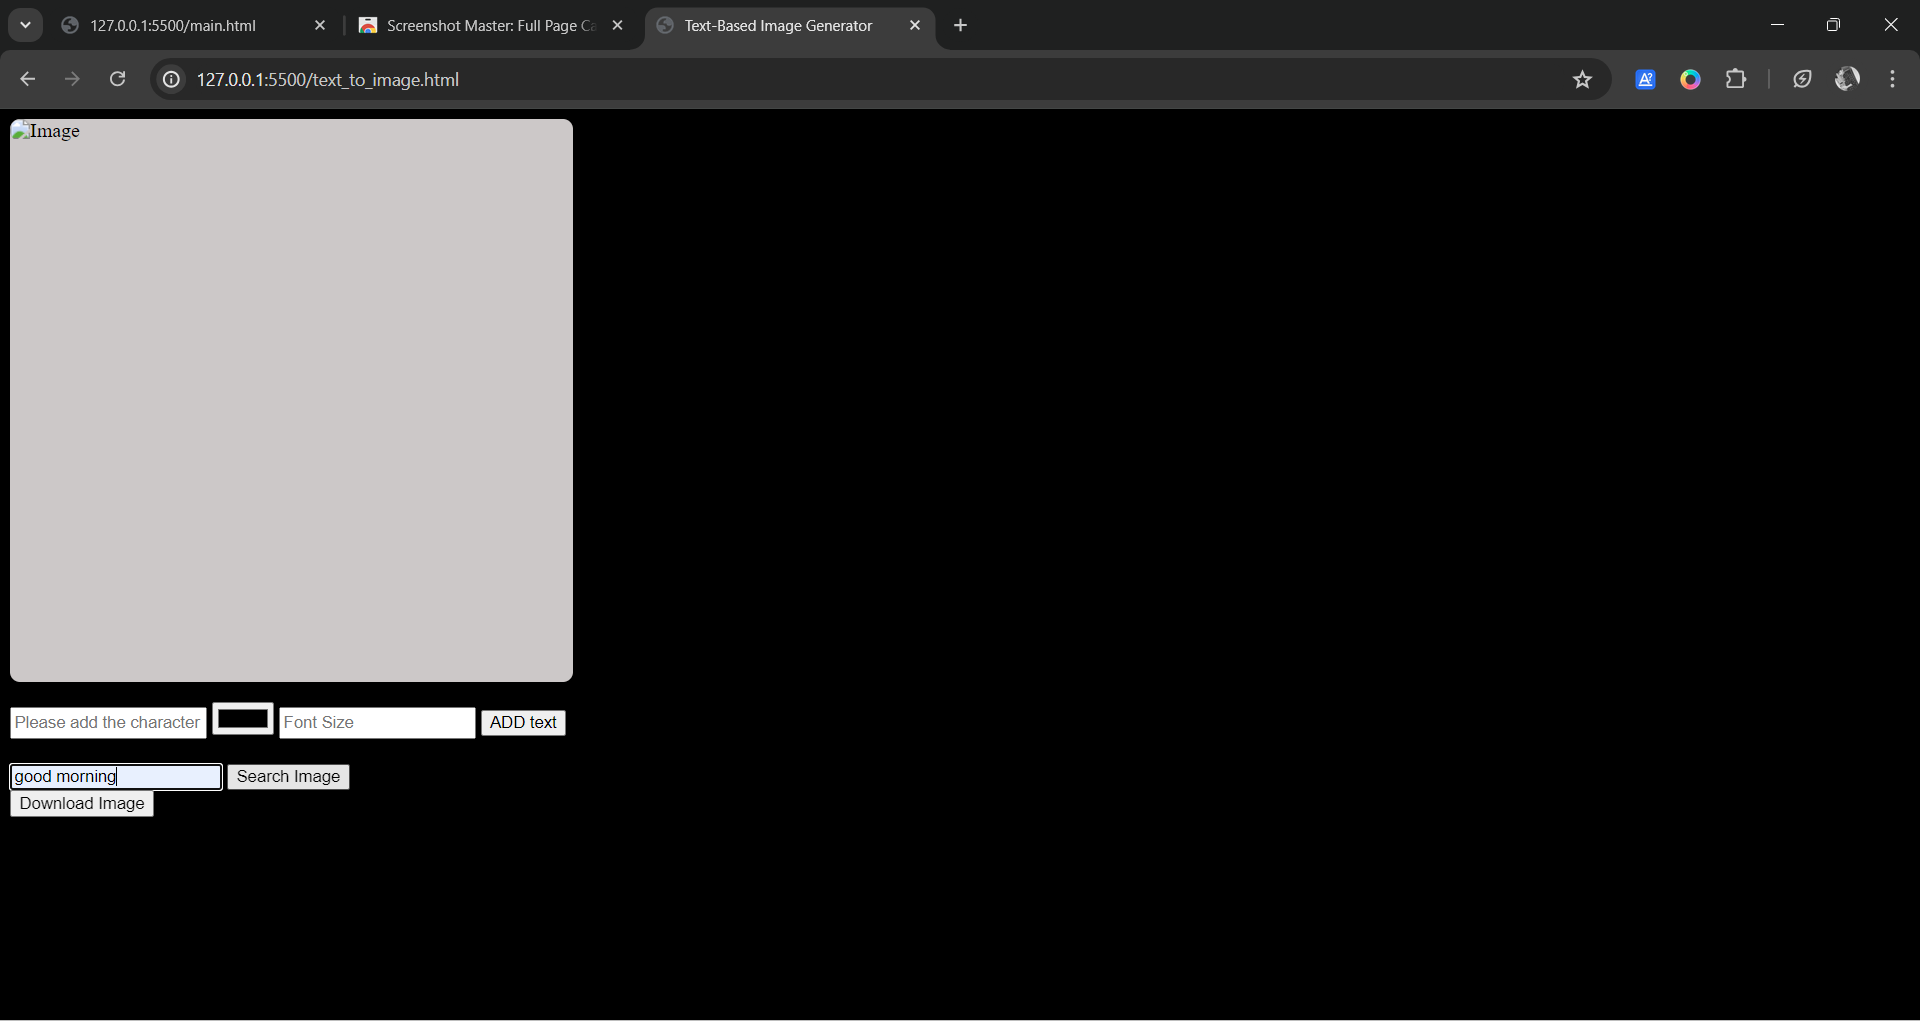 127.0.0.1:5500/main.html
Screenshot Master: Full Page Ca
Text-Based Image Generator
127.0.0.1:5500/text_to_image.html
Image
Please add the character
Font Size
ADD text
good morning
Search Image
Download Image